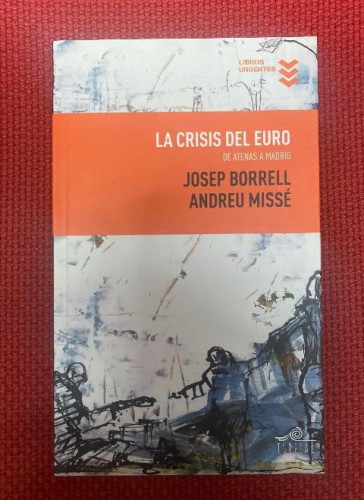 LIBROS
URGENTES
LA CRISIS DEL EURO
DE ATENAS A MADRID
JOSEP BORRELL
ANDREU MISSÉ